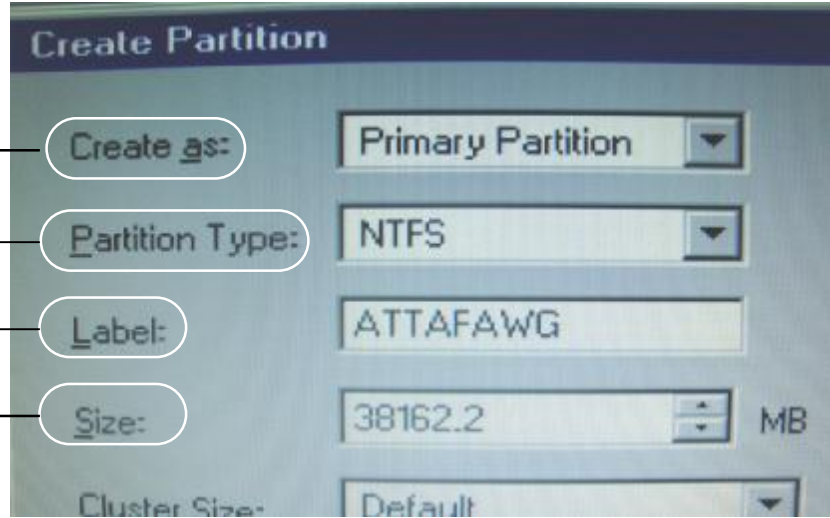 Create Partition
Create as: Primary Partition
Partition Type: NTFS
Label: ATTAFAWG
Size: 38162.2 MB
Cluster Size: Default